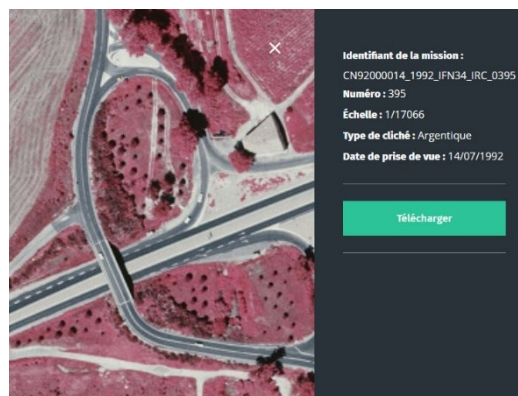 Identifiant de la mission :
CN92000014_1992_IFN34_IRC_0395
Numéro : 395
Échelle : 1/17066
Type de cliché : Argentique
Date de prise de vue : 14/07/1992
Télécharger